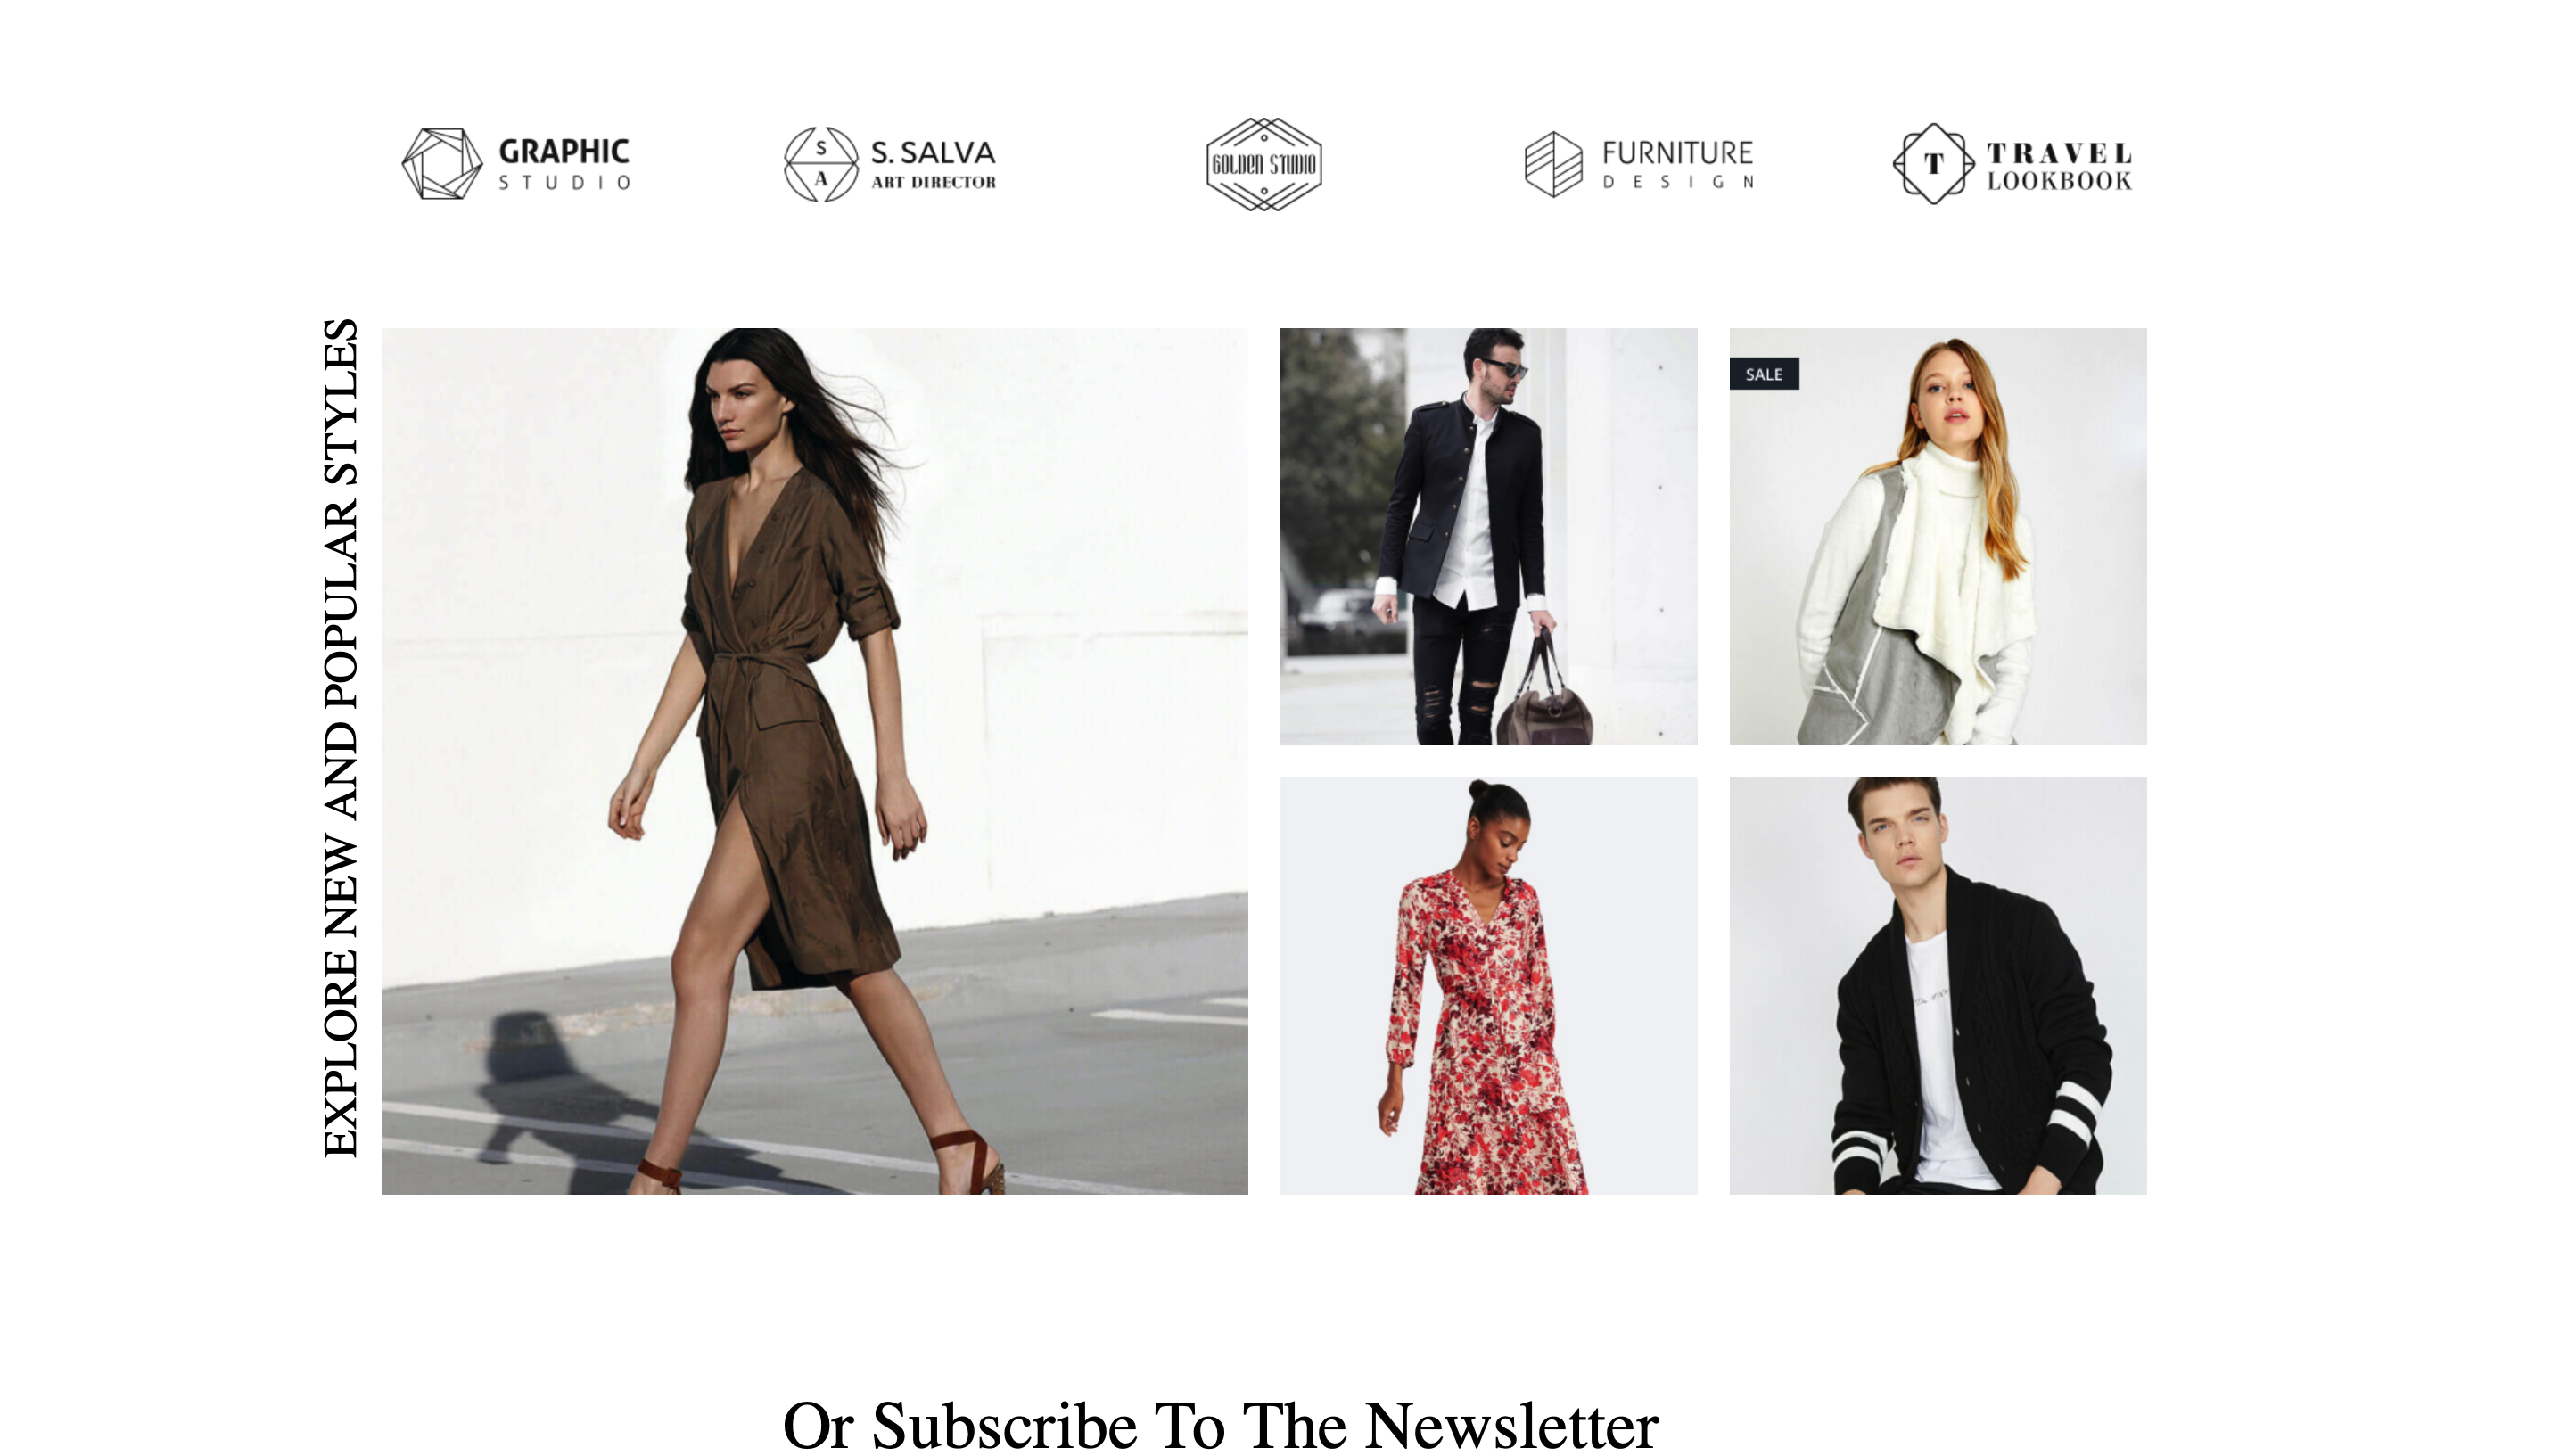 GRAPHIC
STUDIO
S
A
S. SALVA
ART DIRECTOR
GOLDEN STUDIO
FURNITURE
DESIGN
T
TRAVEL
LOOKBOOK
EXPLORE NEW AND POPULAR STYLES
SALE
Or Subscribe To The Newsletter